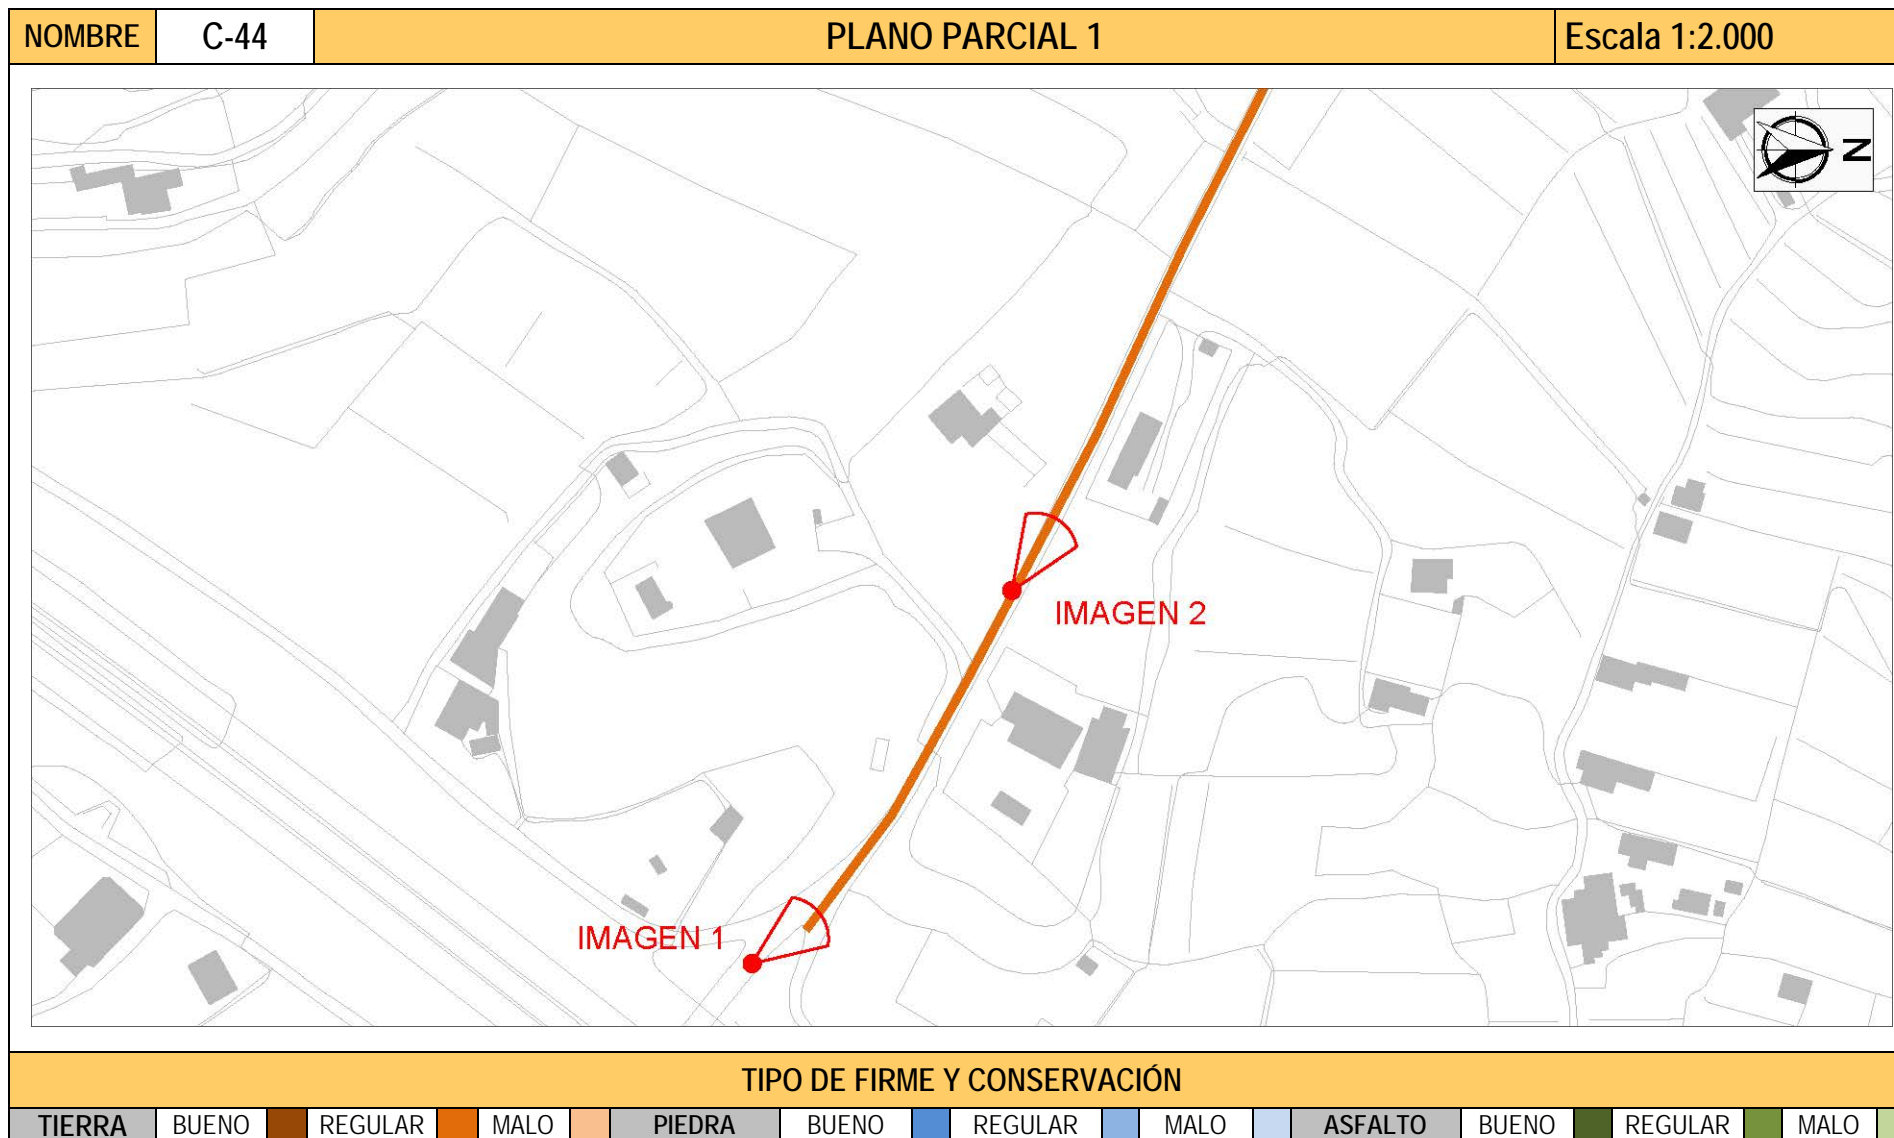 NOMBRE C-44 PLANO PARCIAL 1 Escala 1:2.000
N
IMAGEN 2
IMAGEN 1
TIPO DE FIRME Y CONSERVACIÓN
TIERRA BUENO REGULAR MALO PIEDRA BUENO REGULAR MALO ASFALTO BUENO REGULAR MALO